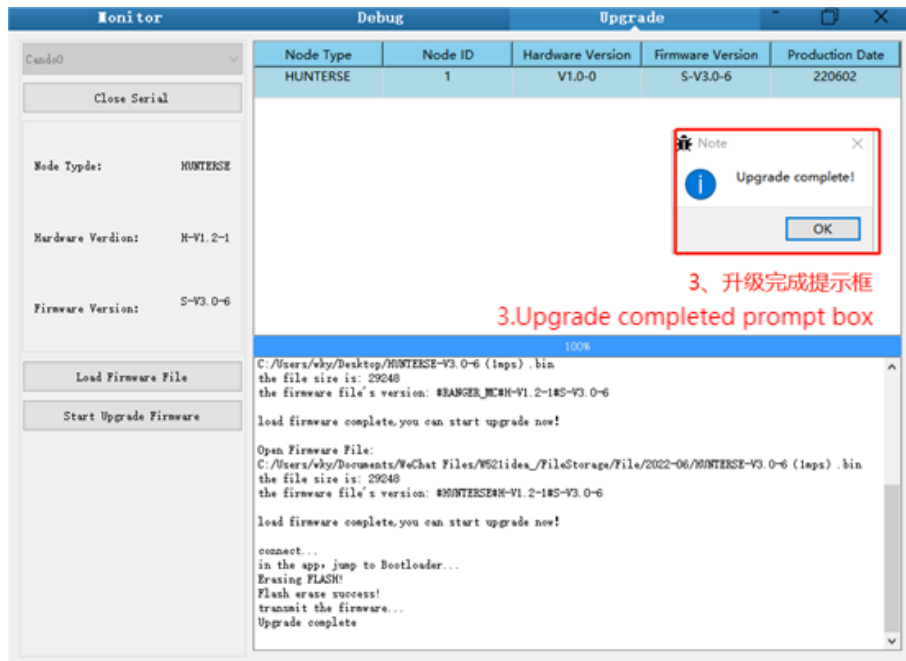 Monitor
Debug
Upgrade
Cando0
Close Serial
Node Typde: HUNTERSE
Hardware Verdion: H-V1.2-1
Firmware Version: S-V3.0-6
Load Firmware File
Start Upgrade Firmware
Node Type Node ID Hardware Version Firmware Version Production Date
HUNTERSE 1 V1.0-0 S-V3.0-6 220602
Note
Upgrade complete!
OK
3、升级完成提示框
3.Upgrade completed prompt box
100%
C:/Users/wky/Desktop/HUNTERSE-V3.0-6 (1mps) .bin
the file size is: 29248
the firmware file's version: #RANGER_MC#H-V1.2-1#S-V3.0-6
load firmware complete,you can start upgrade now!
Open Firmware File:
C:/Users/wky/Documents/WeChat Files/W521idea_/FileStorage/File/2022-06/HUNTERSE-V3.0-6 (1mps) .bin
the file size is: 29248
the firmware file's version: #HUNTERSE#H-V1.2-1#S-V3.0-6
load firmware complete,you can start upgrade now!
connect...
in the app, jump to Bootloader...
Erasing FLASH!
Flash erase success!
transmit the firmware...
Upgrade complete